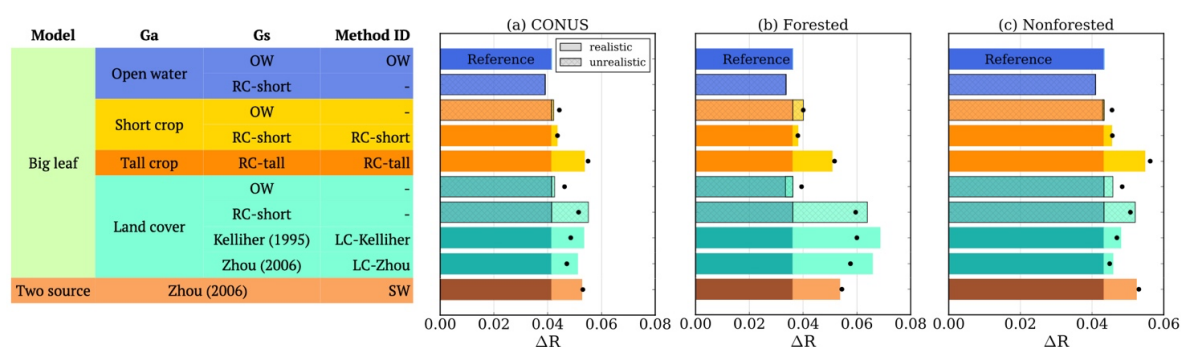 Model Ga Gs Method ID
Big leaf
Open water
OW OW
RC-short -
Short crop
OW -
RC-short RC-short
Tall crop RC-tall RC-tall
Land cover
OW -
RC-short -
Kelliher (1995) LC-Kelliher
Zhou (2006) LC-Zhou
Two source Zhou (2006) SW
(a) CONUS
Reference
realistic
unrealistic
0.00 0.02 0.04 0.06 0.08
ΔR
(b) Forested
Reference
0.00 0.02 0.04 0.06 0.08
ΔR
(c) Nonforested
Reference
0.00 0.02 0.04 0.06
ΔR